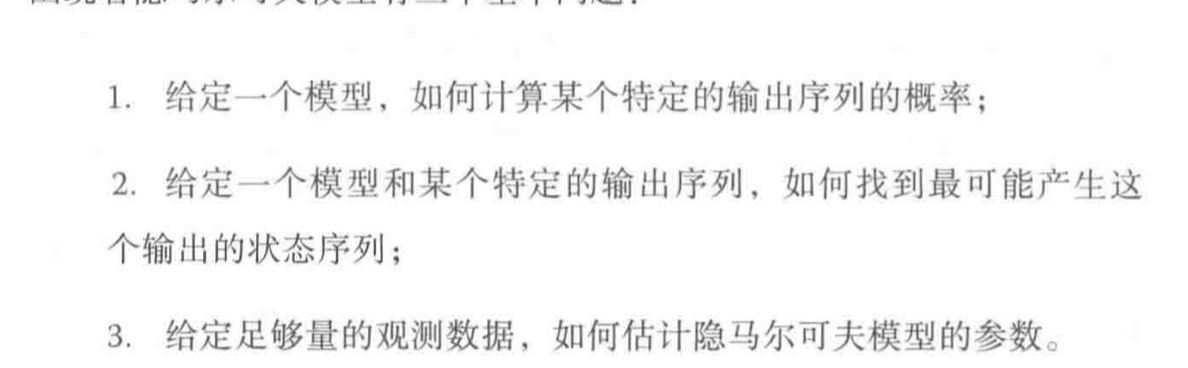 1. 给定一个模型，如何计算某个特定的输出序列的概率；
2. 给定一个模型和某个特定的输出序列，如何找到最可能产生这
个输出的状态序列；
3. 给定足够量的观测数据，如何估计隐马尔可夫模型的参数。